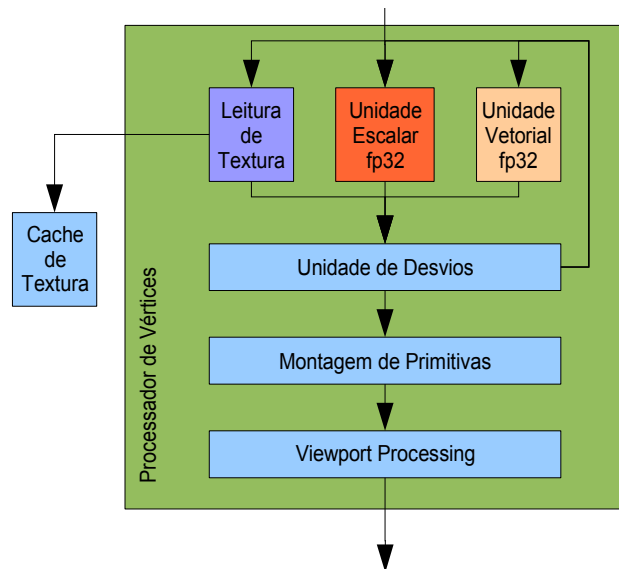 Leitura
de
Textura
Unidade
Escalar
fp32
Unidade
Vetorial
fp32
Cache
de
Textura
Unidade de Desvios
Montagem de Primitivas
Viewport Processing
Processador de Vértices